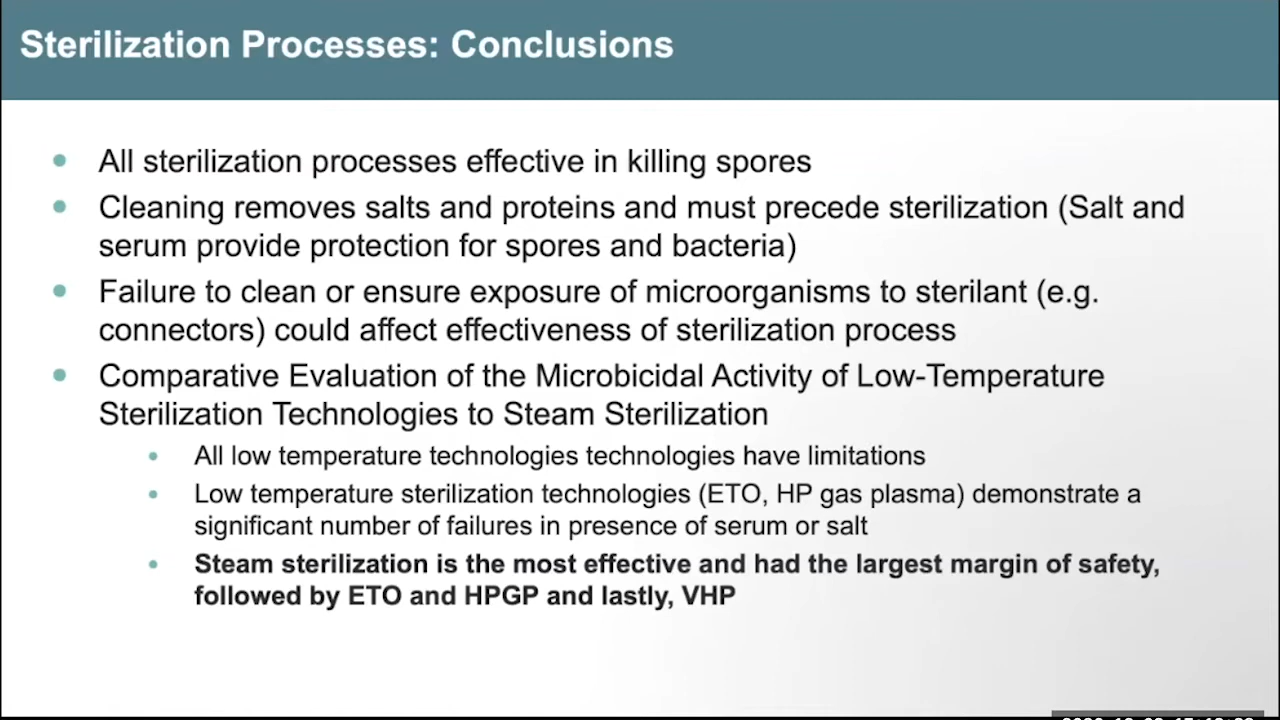 Sterilization Processes: Conclusions
All sterilization processes effective in killing spores
Cleaning removes salts and proteins and must precede sterilization (Salt and
serum provide protection for spores and bacteria)
Failure to clean or ensure exposure of microorganisms to sterilant (e.g.
connectors) could affect effectiveness of sterilization process
Comparative Evaluation of the Microbicidal Activity of Low-Temperature
Sterilization Technologies to Steam Sterilization
All low temperature technologies technologies have limitations
Low temperature sterilization technologies (ETO, HP gas plasma) demonstrate a
significant number of failures in presence of serum or salt
Steam sterilization is the most effective and had the largest margin of safety,
followed by ETO and HPGP and lastly, VHP